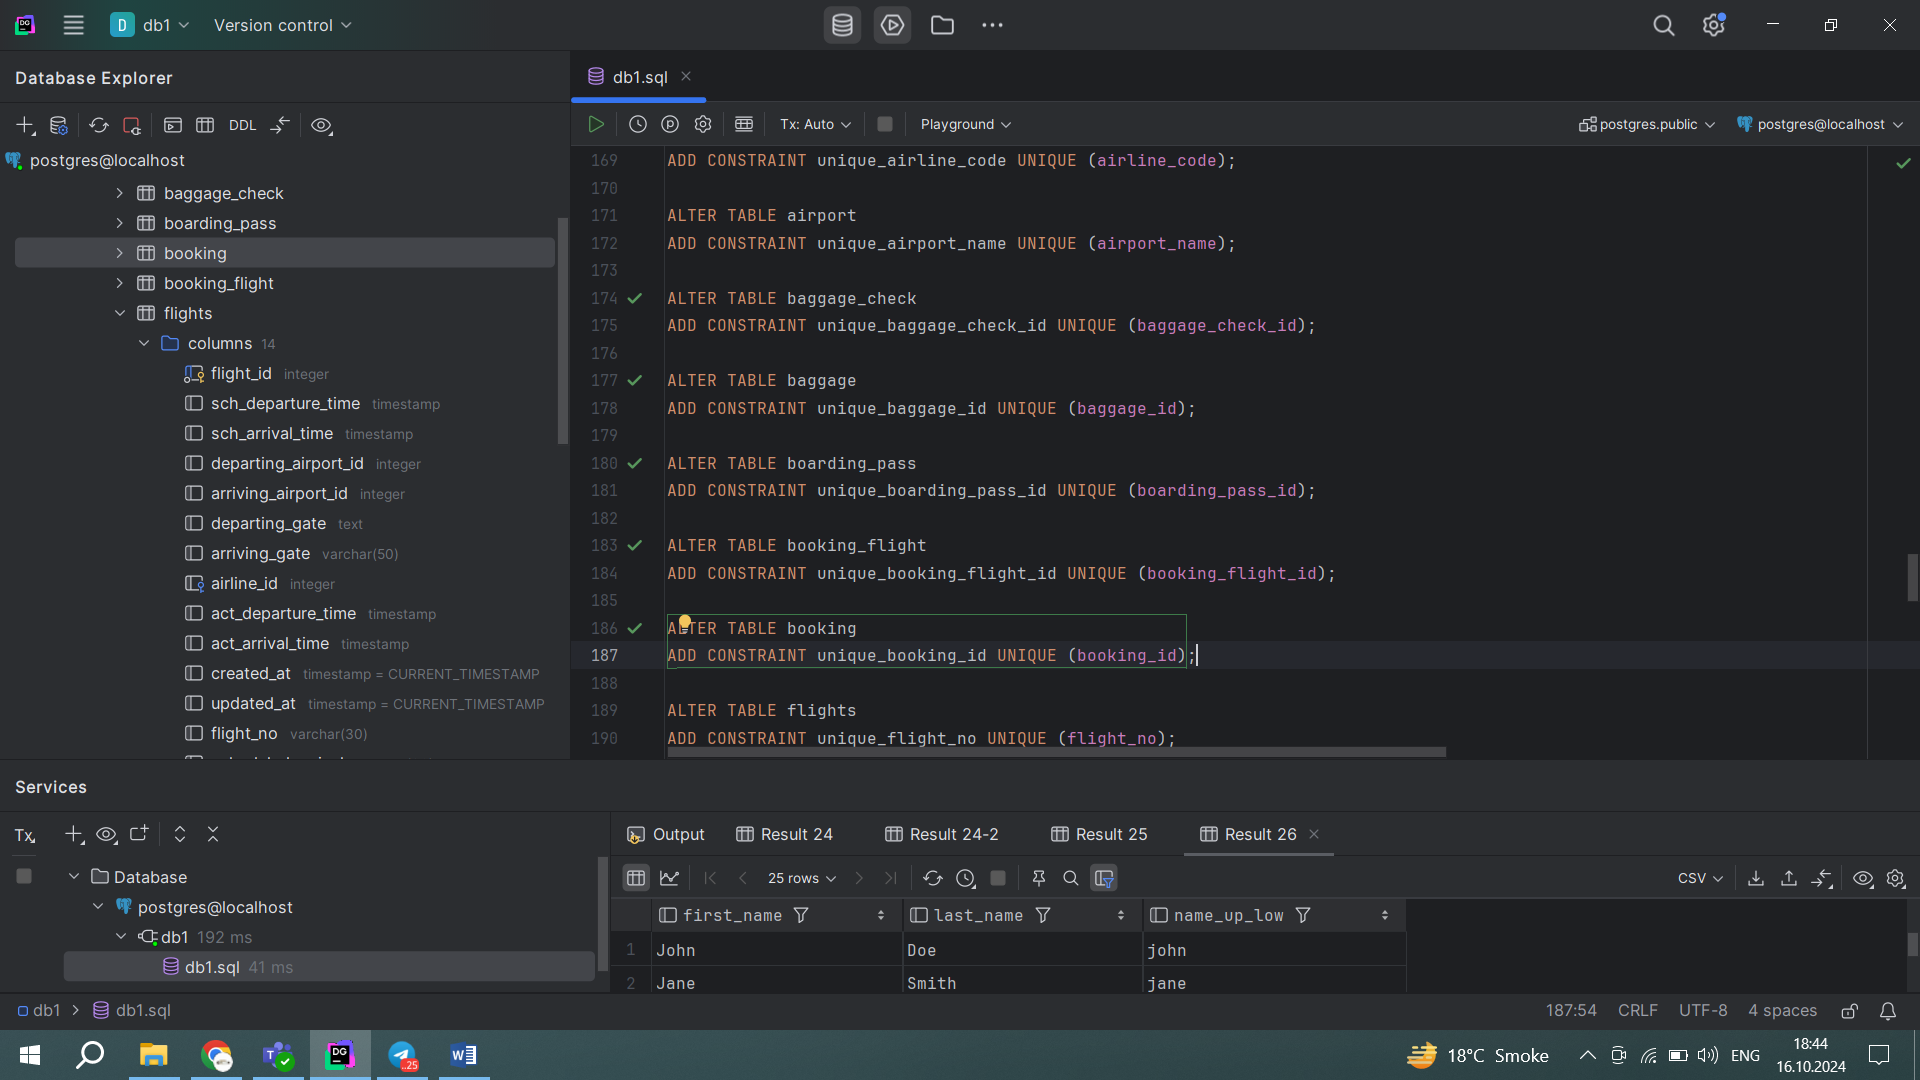 DG
D db1 Version control
Database Explorer
db1.sql
DDL
Tx: Auto Playground postgres.public postgres@localhost
postgres@localhost
baggage_check
boarding_pass
booking
booking_flight
flights
columns 14
flight_id integer
sch_departure_time timestamp
sch_arrival_time timestamp
departing_airport_id integer
arriving_airport_id integer
departing_gate text
arriving_gate varchar(50)
airline_id integer
act_departure_time timestamp
act_arrival_time timestamp
created_at timestamp = CURRENT_TIMESTAMP
updated_at timestamp = CURRENT_TIMESTAMP
flight_no varchar(30)
169 ADD CONSTRAINT unique_airline_code UNIQUE (airline_code);
170
171 ALTER TABLE airport
172 ADD CONSTRAINT unique_airport_name UNIQUE (airport_name);
173
174 ALTER TABLE baggage_check
175 ADD CONSTRAINT unique_baggage_check_id UNIQUE (baggage_check_id);
176
177 ALTER TABLE baggage
178 ADD CONSTRAINT unique_baggage_id UNIQUE (baggage_id);
179
180 ALTER TABLE boarding_pass
181 ADD CONSTRAINT unique_boarding_pass_id UNIQUE (boarding_pass_id);
182
183 ALTER TABLE booking_flight
184 ADD CONSTRAINT unique_booking_flight_id UNIQUE (booking_flight_id);
185
186 ALTER TABLE booking
187 ADD CONSTRAINT unique_booking_id UNIQUE (booking_id);
188
189 ALTER TABLE flights
190 ADD CONSTRAINT unique_flight_no UNIQUE (flight_no);
Services
Tx
Database
postgres@localhost
db1 192 ms
db1.sql 41 ms
Output Result 24 Result 24-2 Result 25 Result 26
25 rows CSV
first_name last_name name_up_low
1 John Doe john
2 Jane Smith jane
db1 db1.sql 187:54 CRLF UTF-8 4 spaces
DG ..25 W 18°C Smoke ENG
18:44
16.10.2024